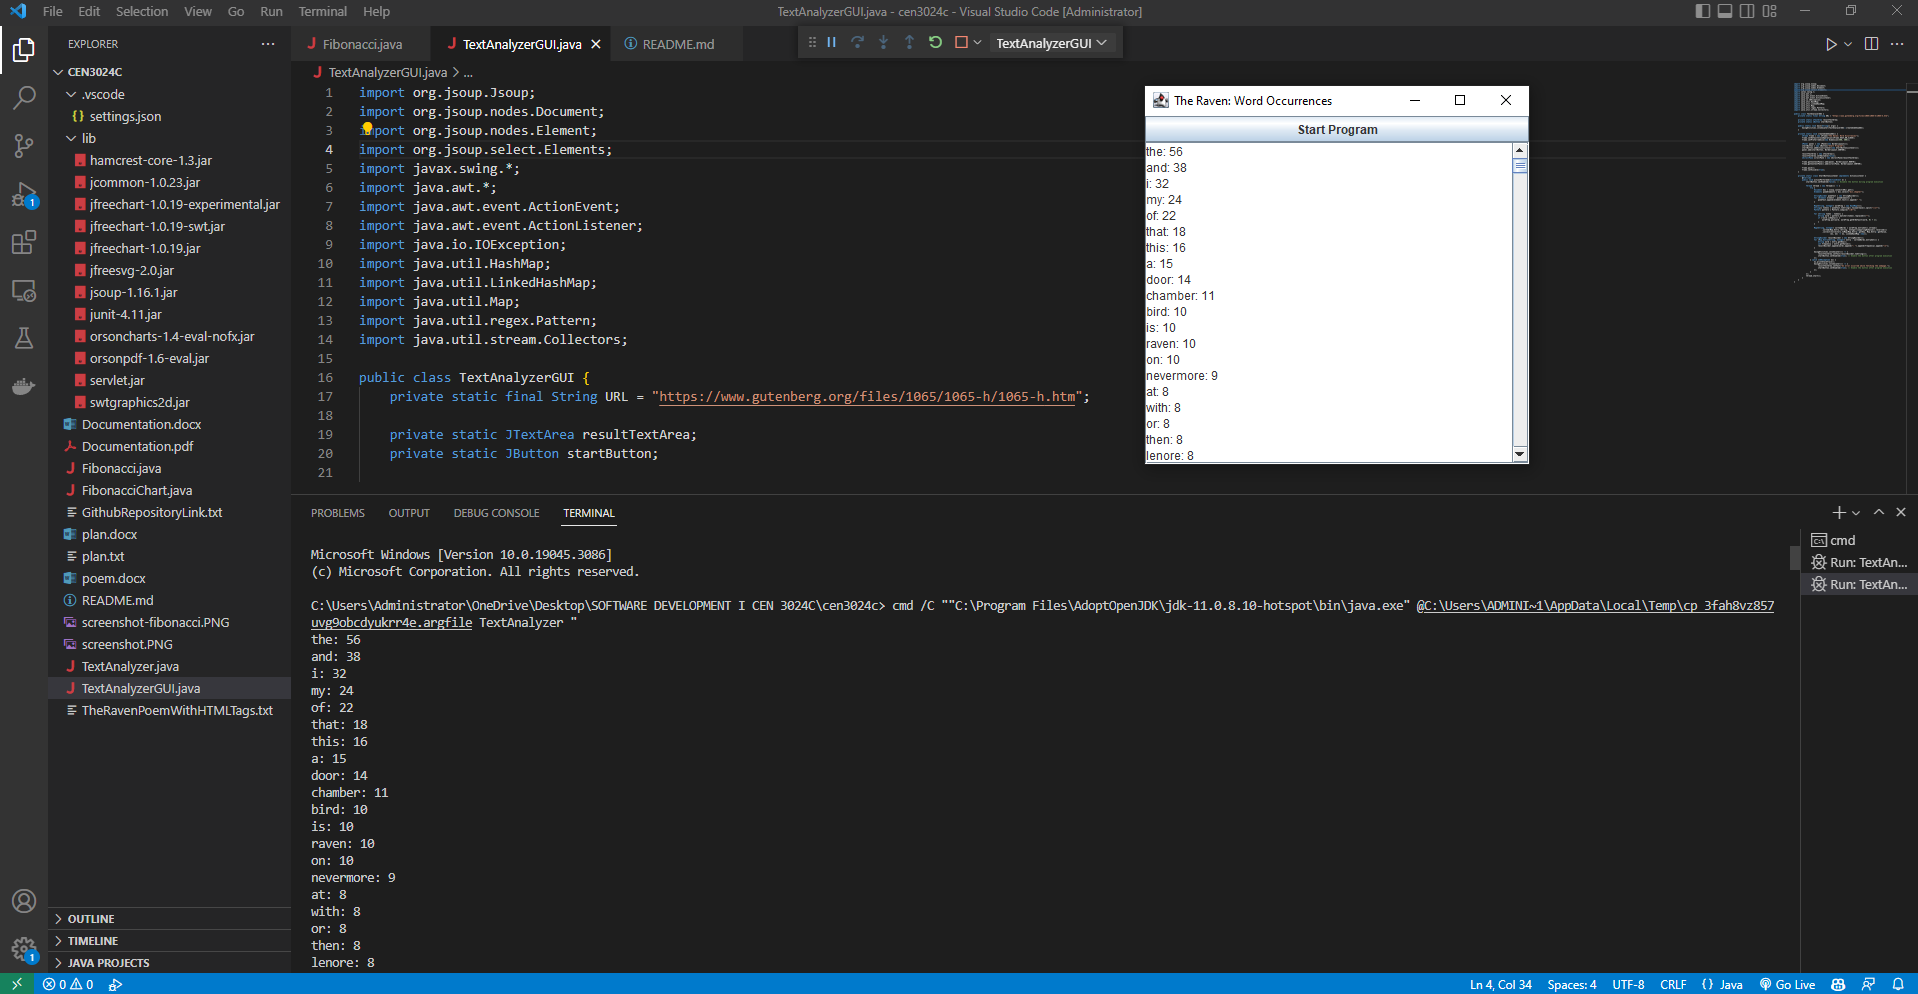 File Edit Selection View Go Run Terminal Help
TextAnalyzerGUI.java - cen3024c - Visual Studio Code [Administrator]
EXPLORER
CEN3024C
.vscode
settings.json
lib
hamcrest-core-1.3.jar
jcommon-1.0.23.jar
jfreechart-1.0.19-experimental.jar
jfreechart-1.0.19-swt.jar
jfreechart-1.0.19.jar
jfreesvg-2.0.jar
jsoup-1.16.1.jar
junit-4.11.jar
orsoncharts-1.4-eval-nofx.jar
orsonpdf-1.6-eval.jar
servlet.jar
swtgraphics2d.jar
Documentation.docx
Documentation.pdf
Fibonacci.java
FibonacciChart.java
GithubRepositoryLink.txt
plan.docx
plan.txt
poem.docx
README.md
screenshot-fibonacci.PNG
screenshot.PNG
TextAnalyzer.java
TextAnalyzerGUI.java
TheRavenPoemWithHTMLTags.txt
OUTLINE
TIMELINE
JAVA PROJECTS
1
1
Fibonacci.java TextAnalyzerGUI.java README.md
TextAnalyzerGUI
TextAnalyzerGUI.java > ...
1 import org.jsoup.Jsoup;
2 import org.jsoup.nodes.Document;
3 import org.jsoup.nodes.Element;
4 import org.jsoup.select.Elements;
5 import javax.swing.*;
6 import java.awt.*;
7 import java.awt.event.ActionEvent;
8 import java.awt.event.ActionListener;
9 import java.io.IOException;
10 import java.util.HashMap;
11 import java.util.LinkedHashMap;
12 import java.util.Map;
13 import java.util.regex.Pattern;
14 import java.util.stream.Collectors;
15
16 public class TextAnalyzerGUI {
17 private static final String URL = "https://www.gutenberg.org/files/1065/1065-h/1065-h.htm";
18
19 private static JTextArea resultTextArea;
20 private static JButton startButton;
21
The Raven: Word Occurrences
Start Program
the: 56
and: 38
i: 32
my: 24
of: 22
that: 18
this: 16
a: 15
door: 14
chamber: 11
bird: 10
is: 10
raven: 10
on: 10
nevermore: 9
at: 8
with: 8
or: 8
then: 8
lenore: 8
PROBLEMS OUTPUT DEBUG CONSOLE TERMINAL
cmd
Run: TextAn...
Run: TextAn...
Microsoft Windows [Version 10.0.19045.3086]
(c) Microsoft Corporation. All rights reserved.
C:\Users\Administrator\OneDrive\Desktop\SOFTWARE DEVELOPMENT I CEN 3024C\cen3024c> cmd /C ""C:\Program Files\AdoptOpenJDK\jdk-11.0.8.10-hotspot\bin\java.exe" @C:\Users\ADMINI~1\AppData\Local\Temp\cp_3fah8vz857
uvg9obcdyukrr4e.argfile TextAnalyzer "
the: 56
and: 38
i: 32
my: 24
of: 22
that: 18
this: 16
a: 15
door: 14
chamber: 11
bird: 10
is: 10
raven: 10
on: 10
nevermore: 9
at: 8
with: 8
or: 8
then: 8
lenore: 8
0 0
Ln 4, Col 34 Spaces: 4 UTF-8 CRLF {} Java Go Live